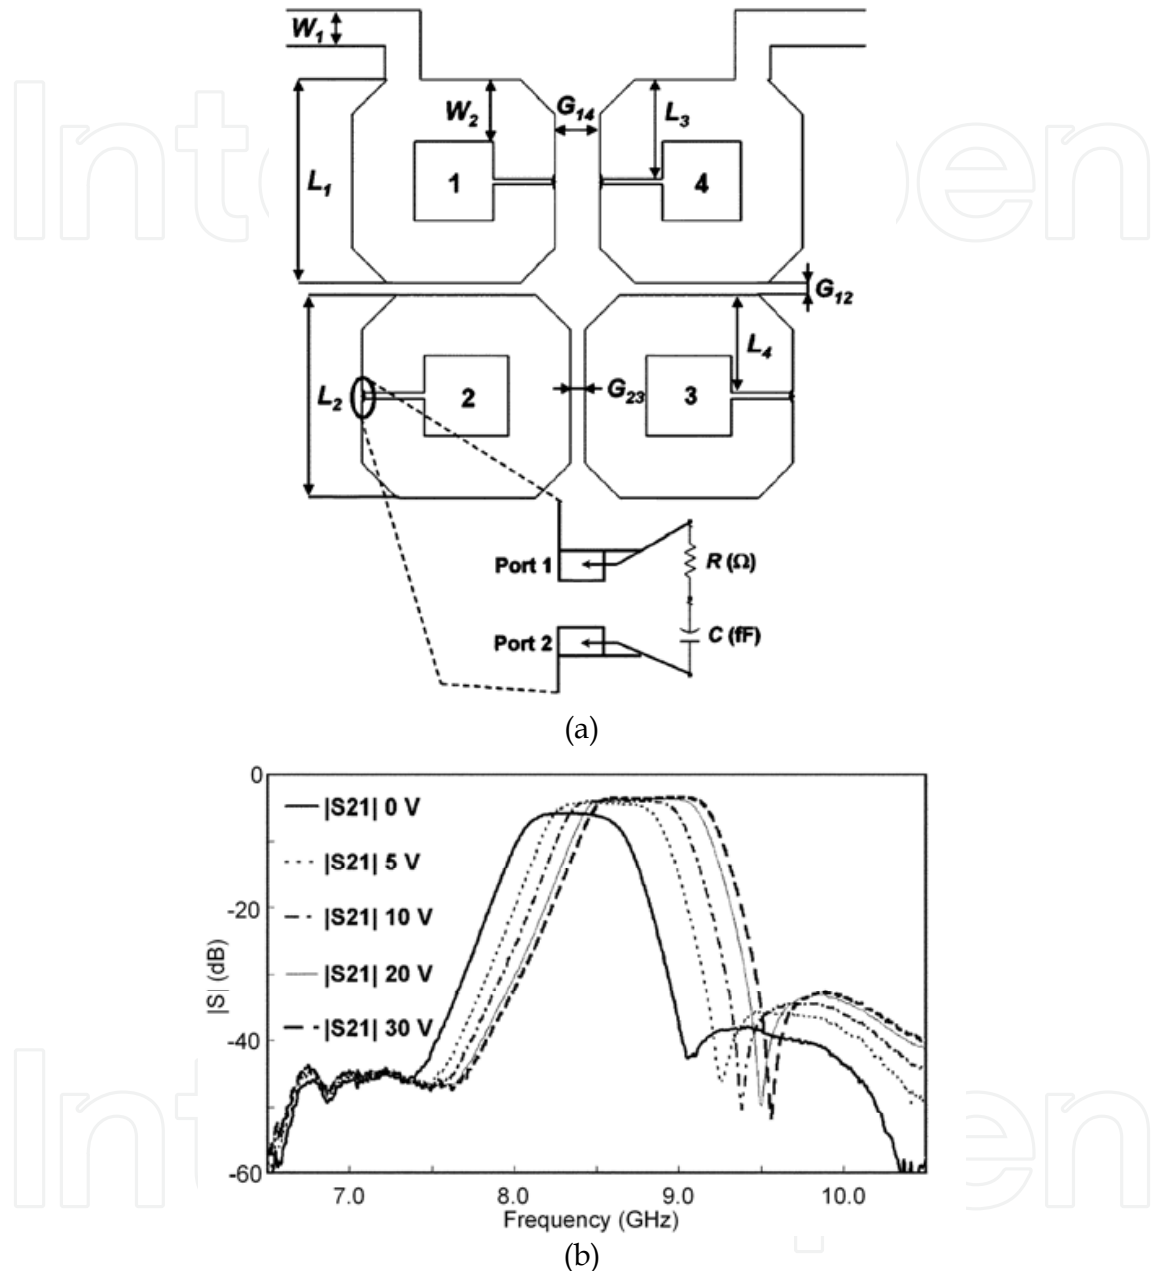 W1
W2
G14
L3
L1
1
4
G12
L4
L2
2
G23
3
Port 1
R (Ω)
Port 2
C (fF)
(a)
0
|S21| 0 V
|S21| 5 V
-20
|S21| 10 V
|S| (dB)
|S21| 20 V
|S21| 30 V
-40
-60
7.0 8.0 9.0 10.0
Frequency (GHz)
(b)